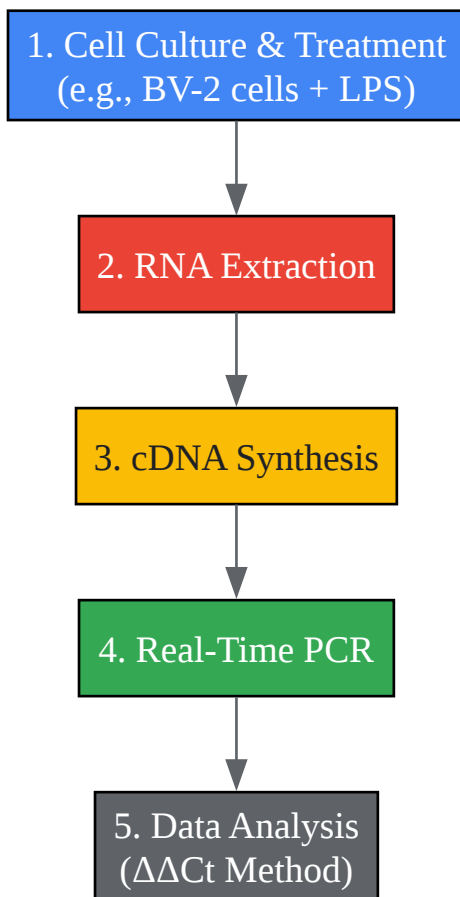 1. Cell Culture & Treatment
(e.g., BV-2 cells + LPS)
2. RNA Extraction
3. cDNA Synthesis
4. Real-Time PCR
5. Data Analysis
(ΔΔCt Method)